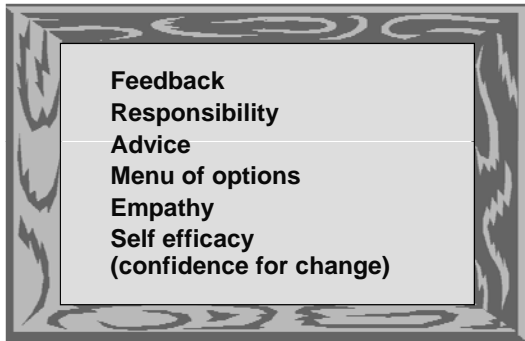 Feedback
Responsibility
Advice
Menu of options
Empathy
Self efficacy
(confidence for change)